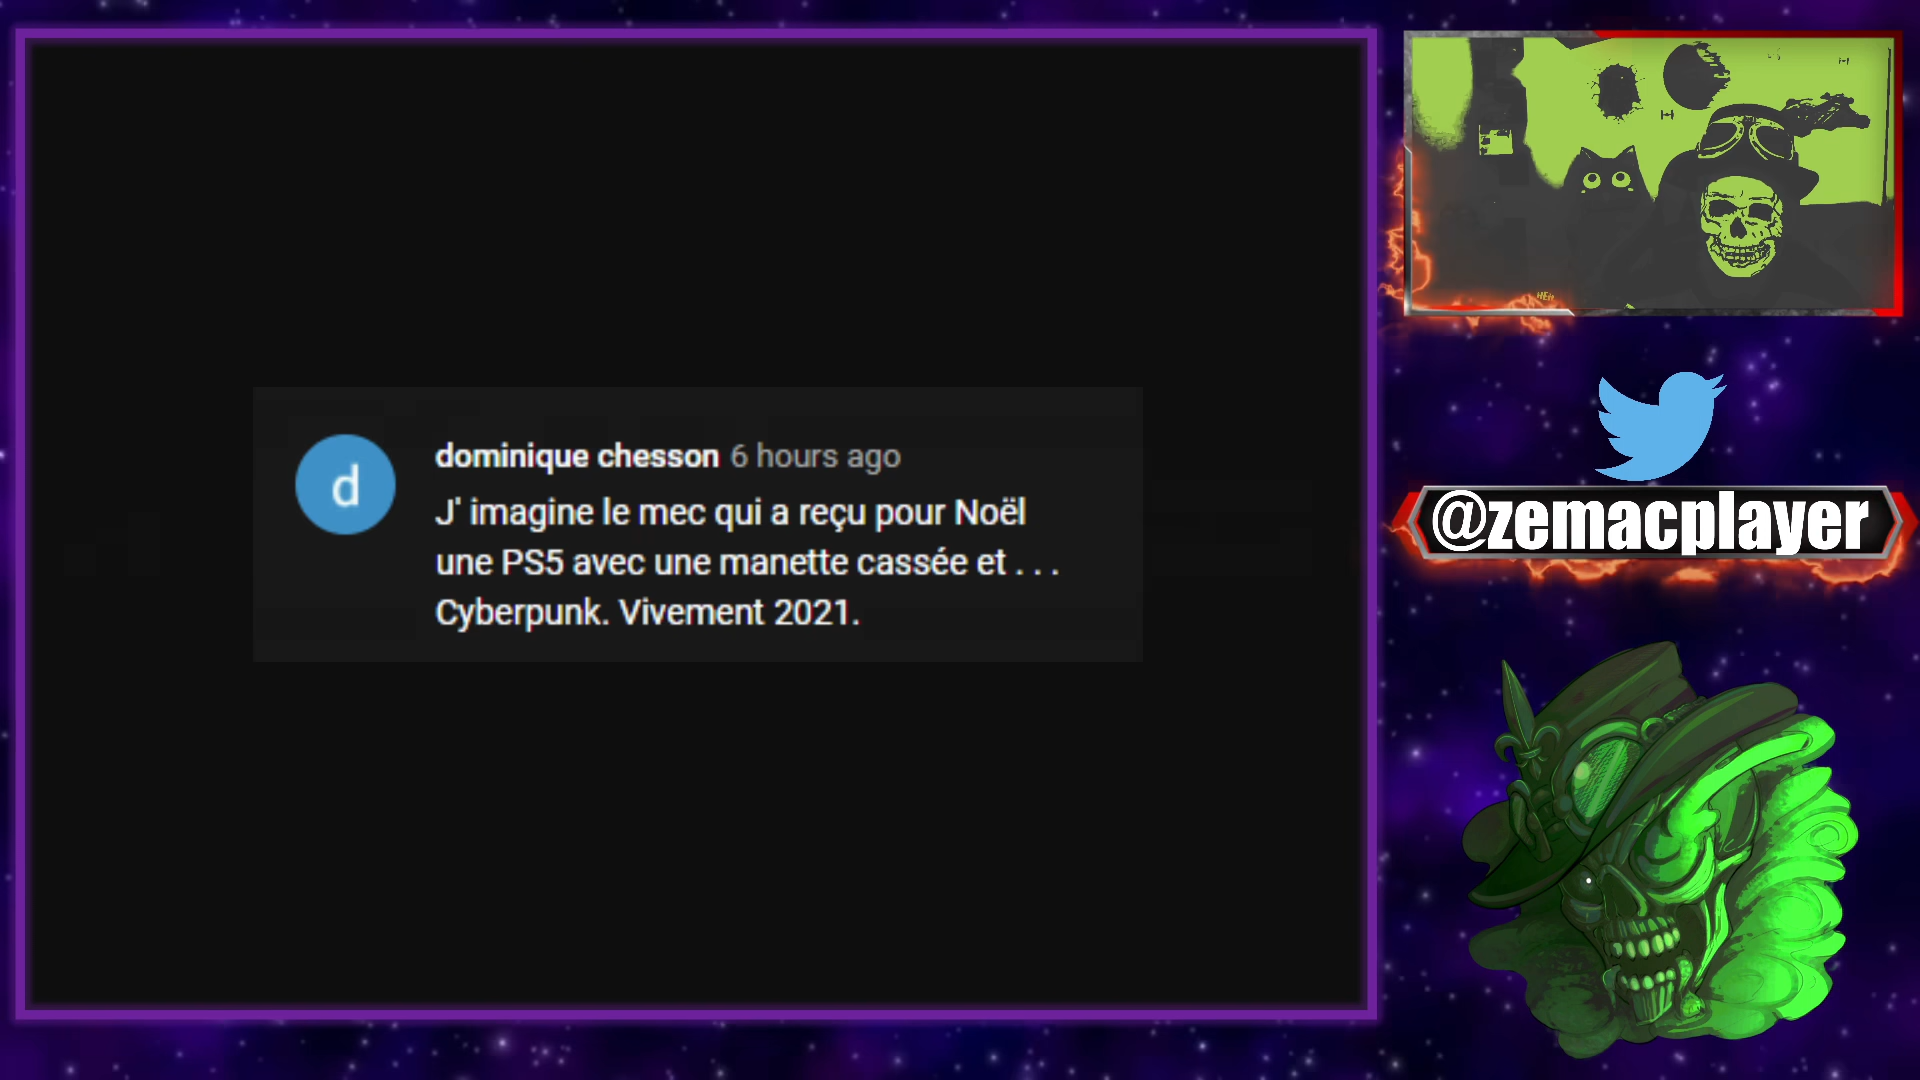 dominique chesson 6 hours ago
J' imagine le mec qui a reçu pour Noël
une PS5 avec une manette cassée et . . .
Cyberpunk. Vivement 2021.
d
@zemacplayer